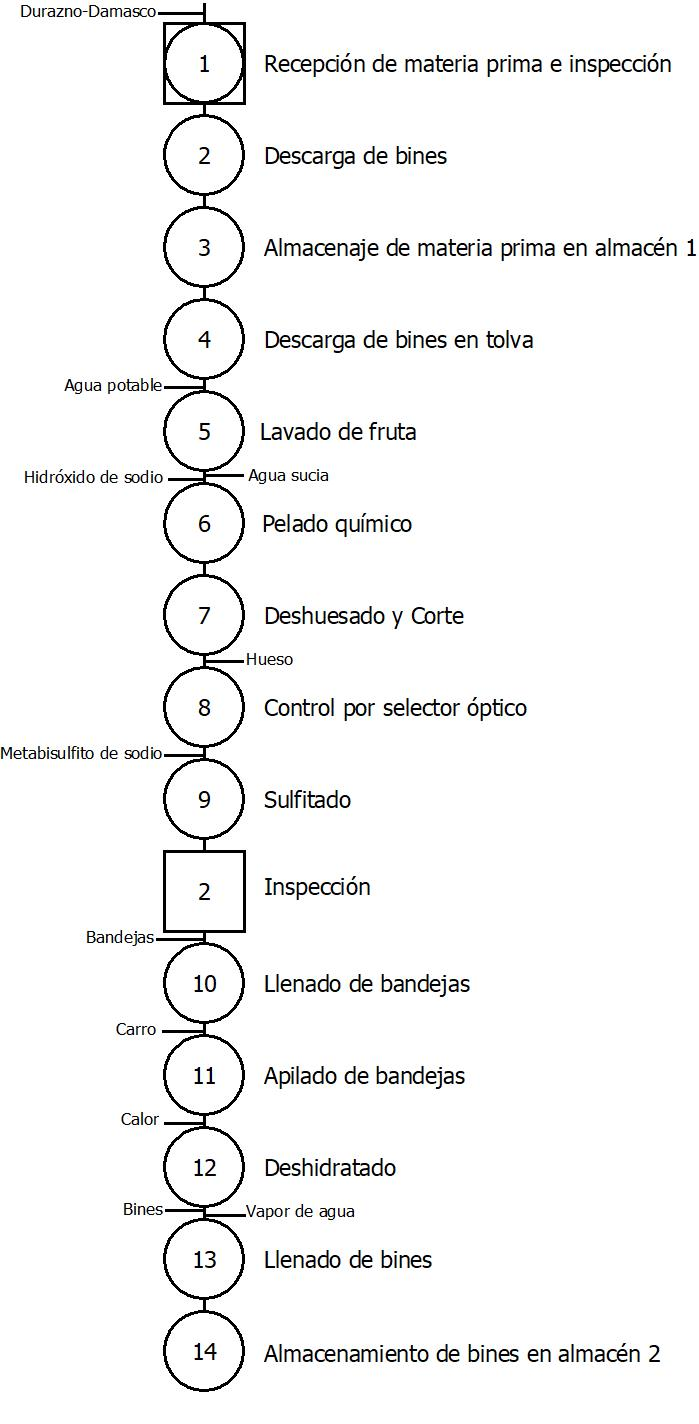 Durazno-Damasco
1 Recepción de materia prima e inspección
2 Descarga de bines
3 Almacenaje de materia prima en almacén 1
4 Descarga de bines en tolva
Agua potable
5 Lavado de fruta
Hidróxido de sodio Agua sucia
6 Pelado químico
7 Deshuesado y Corte
Hueso
8 Control por selector óptico
Metabisulfito de sodio
9 Sulfitado
2 Inspección
Bandejas
10 Llenado de bandejas
Carro
11 Apilado de bandejas
Calor
12 Deshidratado
Bines Vapor de agua
13 Llenado de bines
14 Almacenamiento de bines en almacén 2